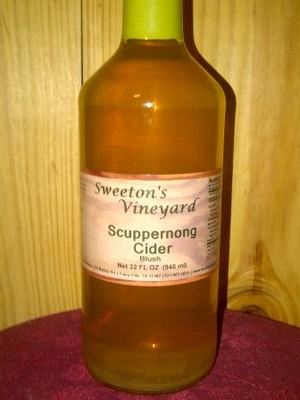 Sweeton's
Vineyard
Scuppernong
Cider
Blush
Net 32 FL OZ (946 ml)